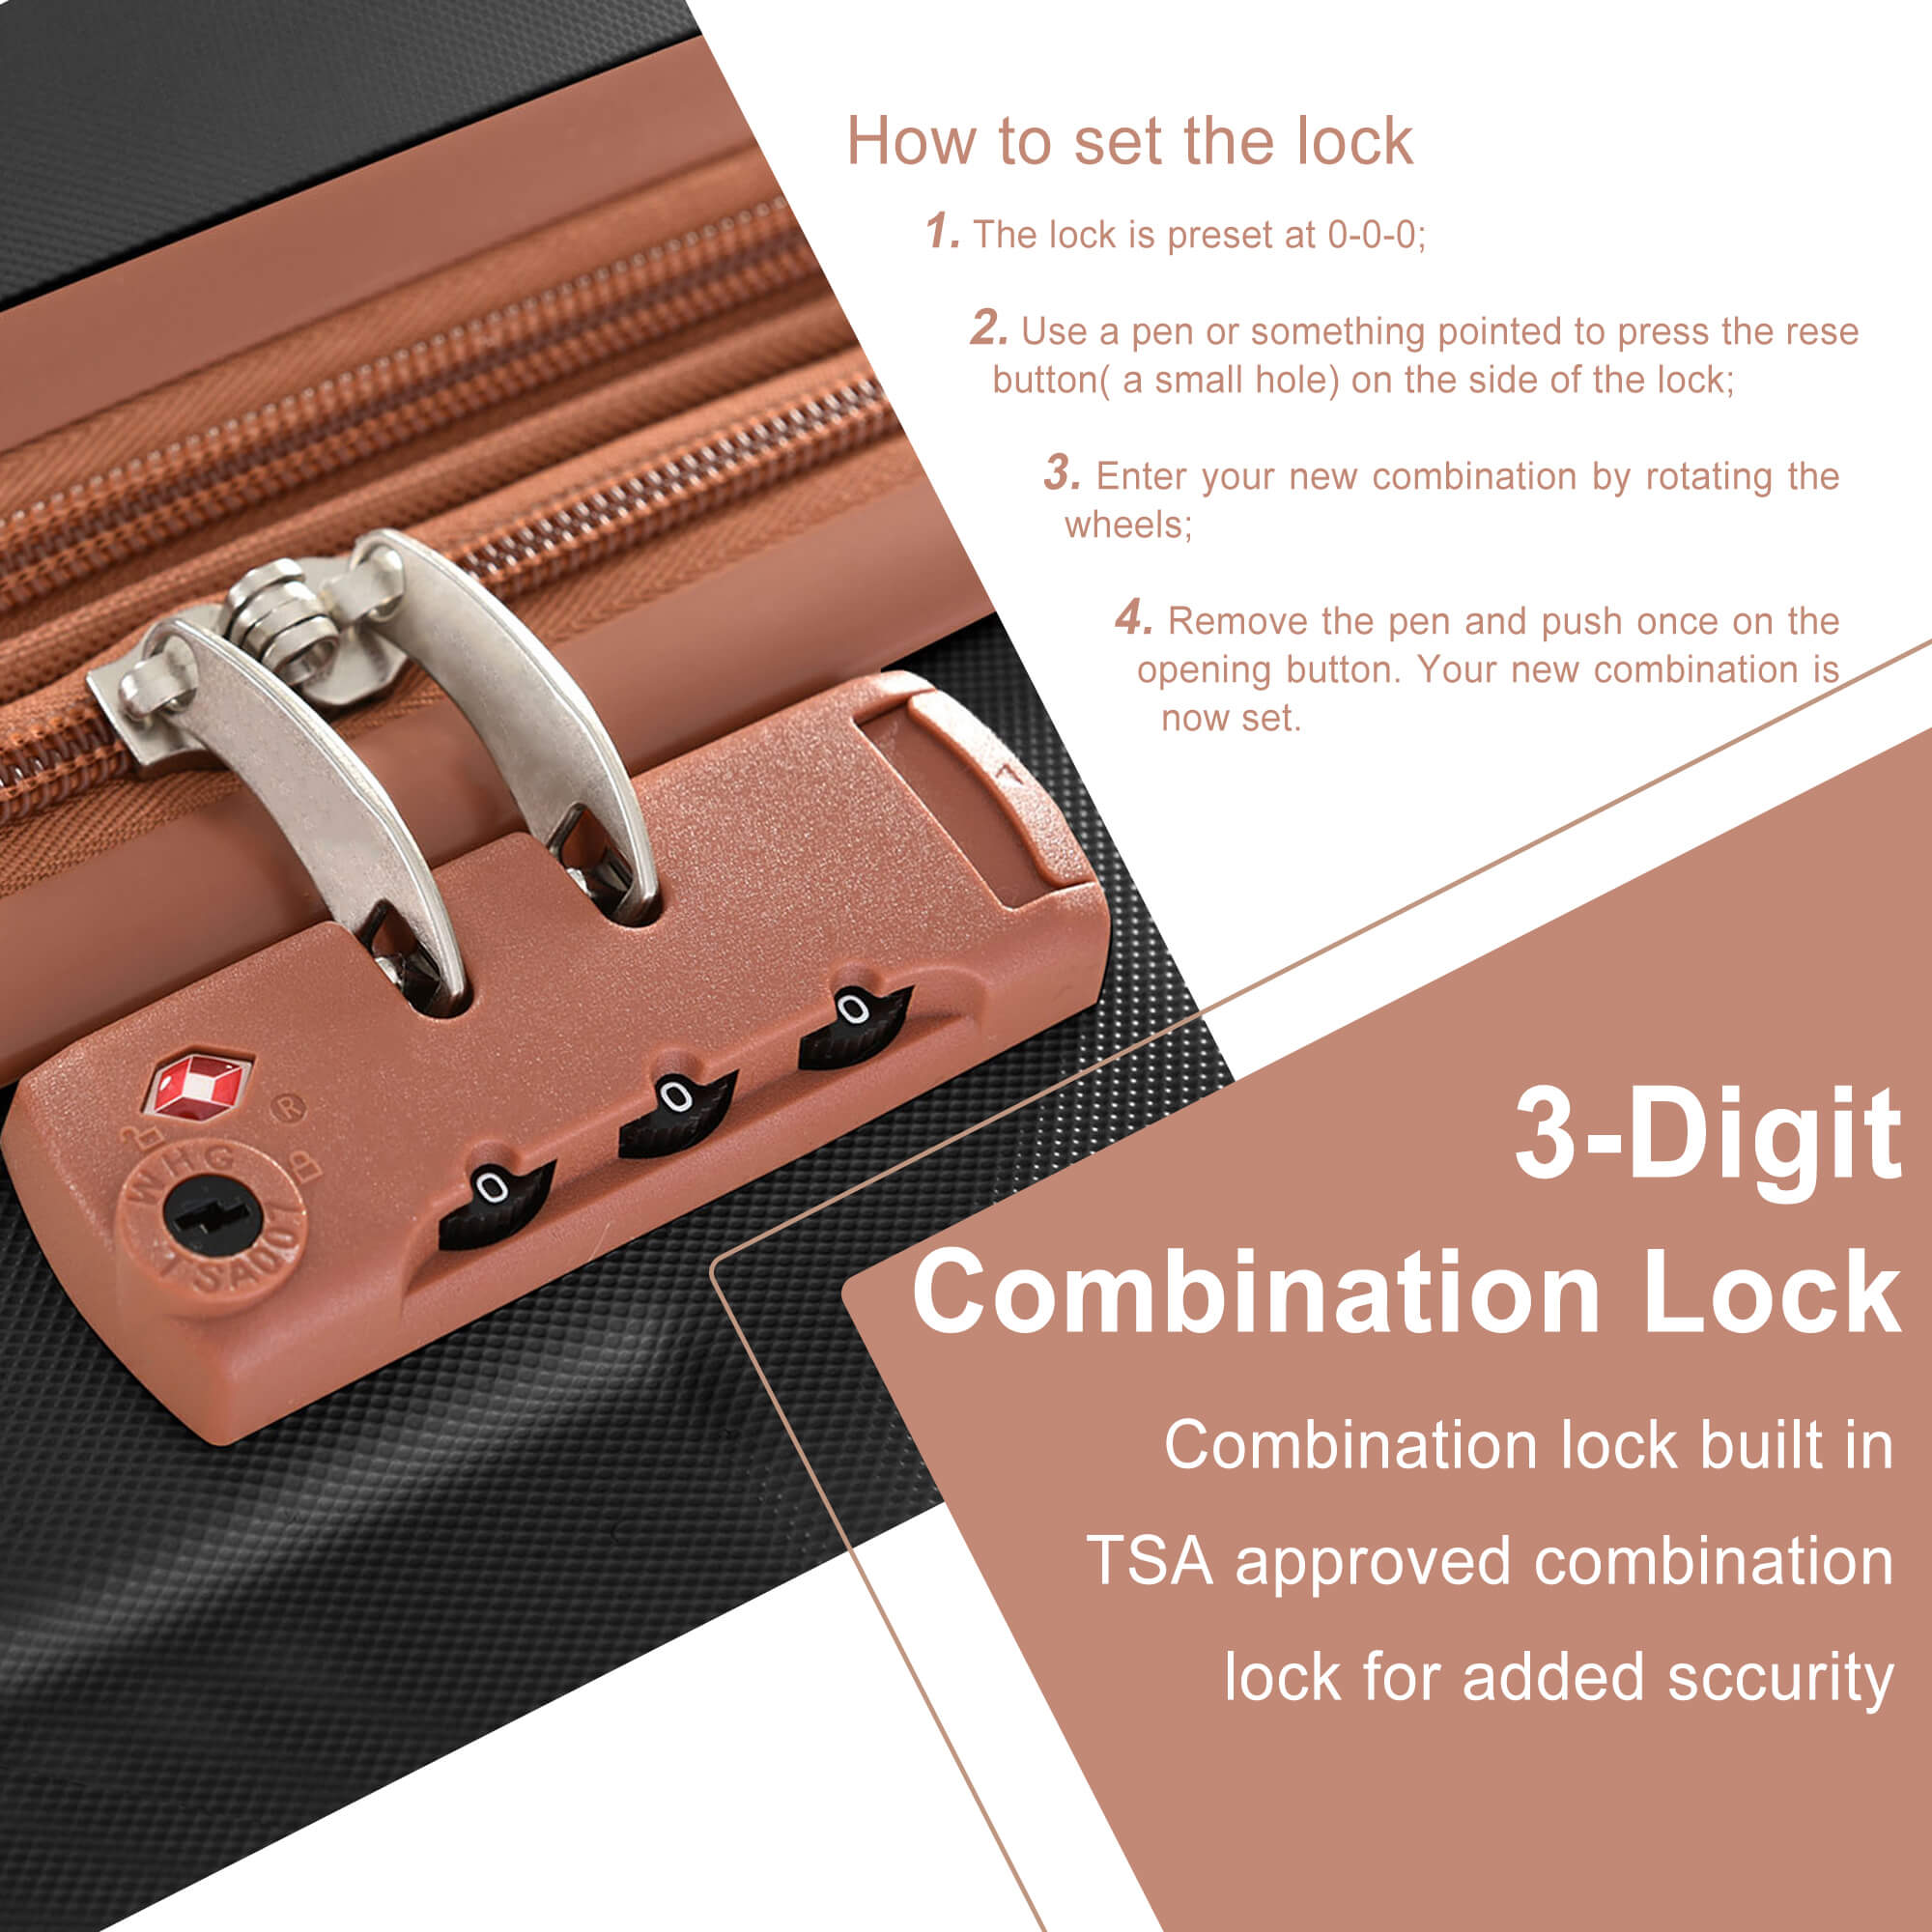 How to set the lock
1. The lock is preset at 0-0-0;
2. Use a pen or something pointed to press the rese
button( a small hole) on the side of the lock;
3. Enter your new combination by rotating the
wheels;
4. Remove the pen and push once on the
opening button. Your new combination is
now set.
0
0
0
®
WHG
TSA007
3-Digit
Combination Lock
Combination lock built in
TSA approved combination
lock for added sccurity